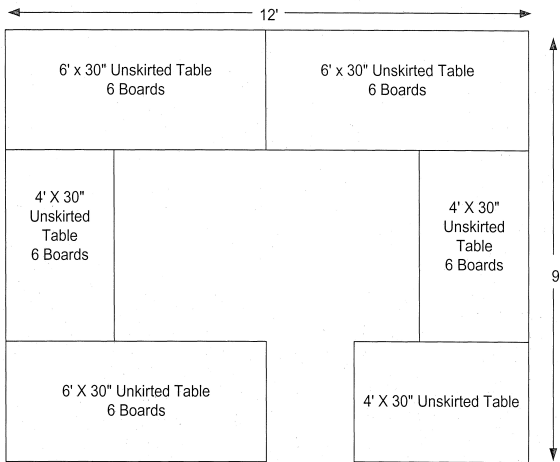 12'
6' x 30" Unskirted Table
6 Boards
6' x 30" Unskirted Table
6 Boards
4' X 30"
Unskirted
Table
6 Boards
4' X 30"
Unskirted
Table
6 Boards
9
6' X 30" Unkirted Table
6 Boards
4' X 30" Unskirted Table